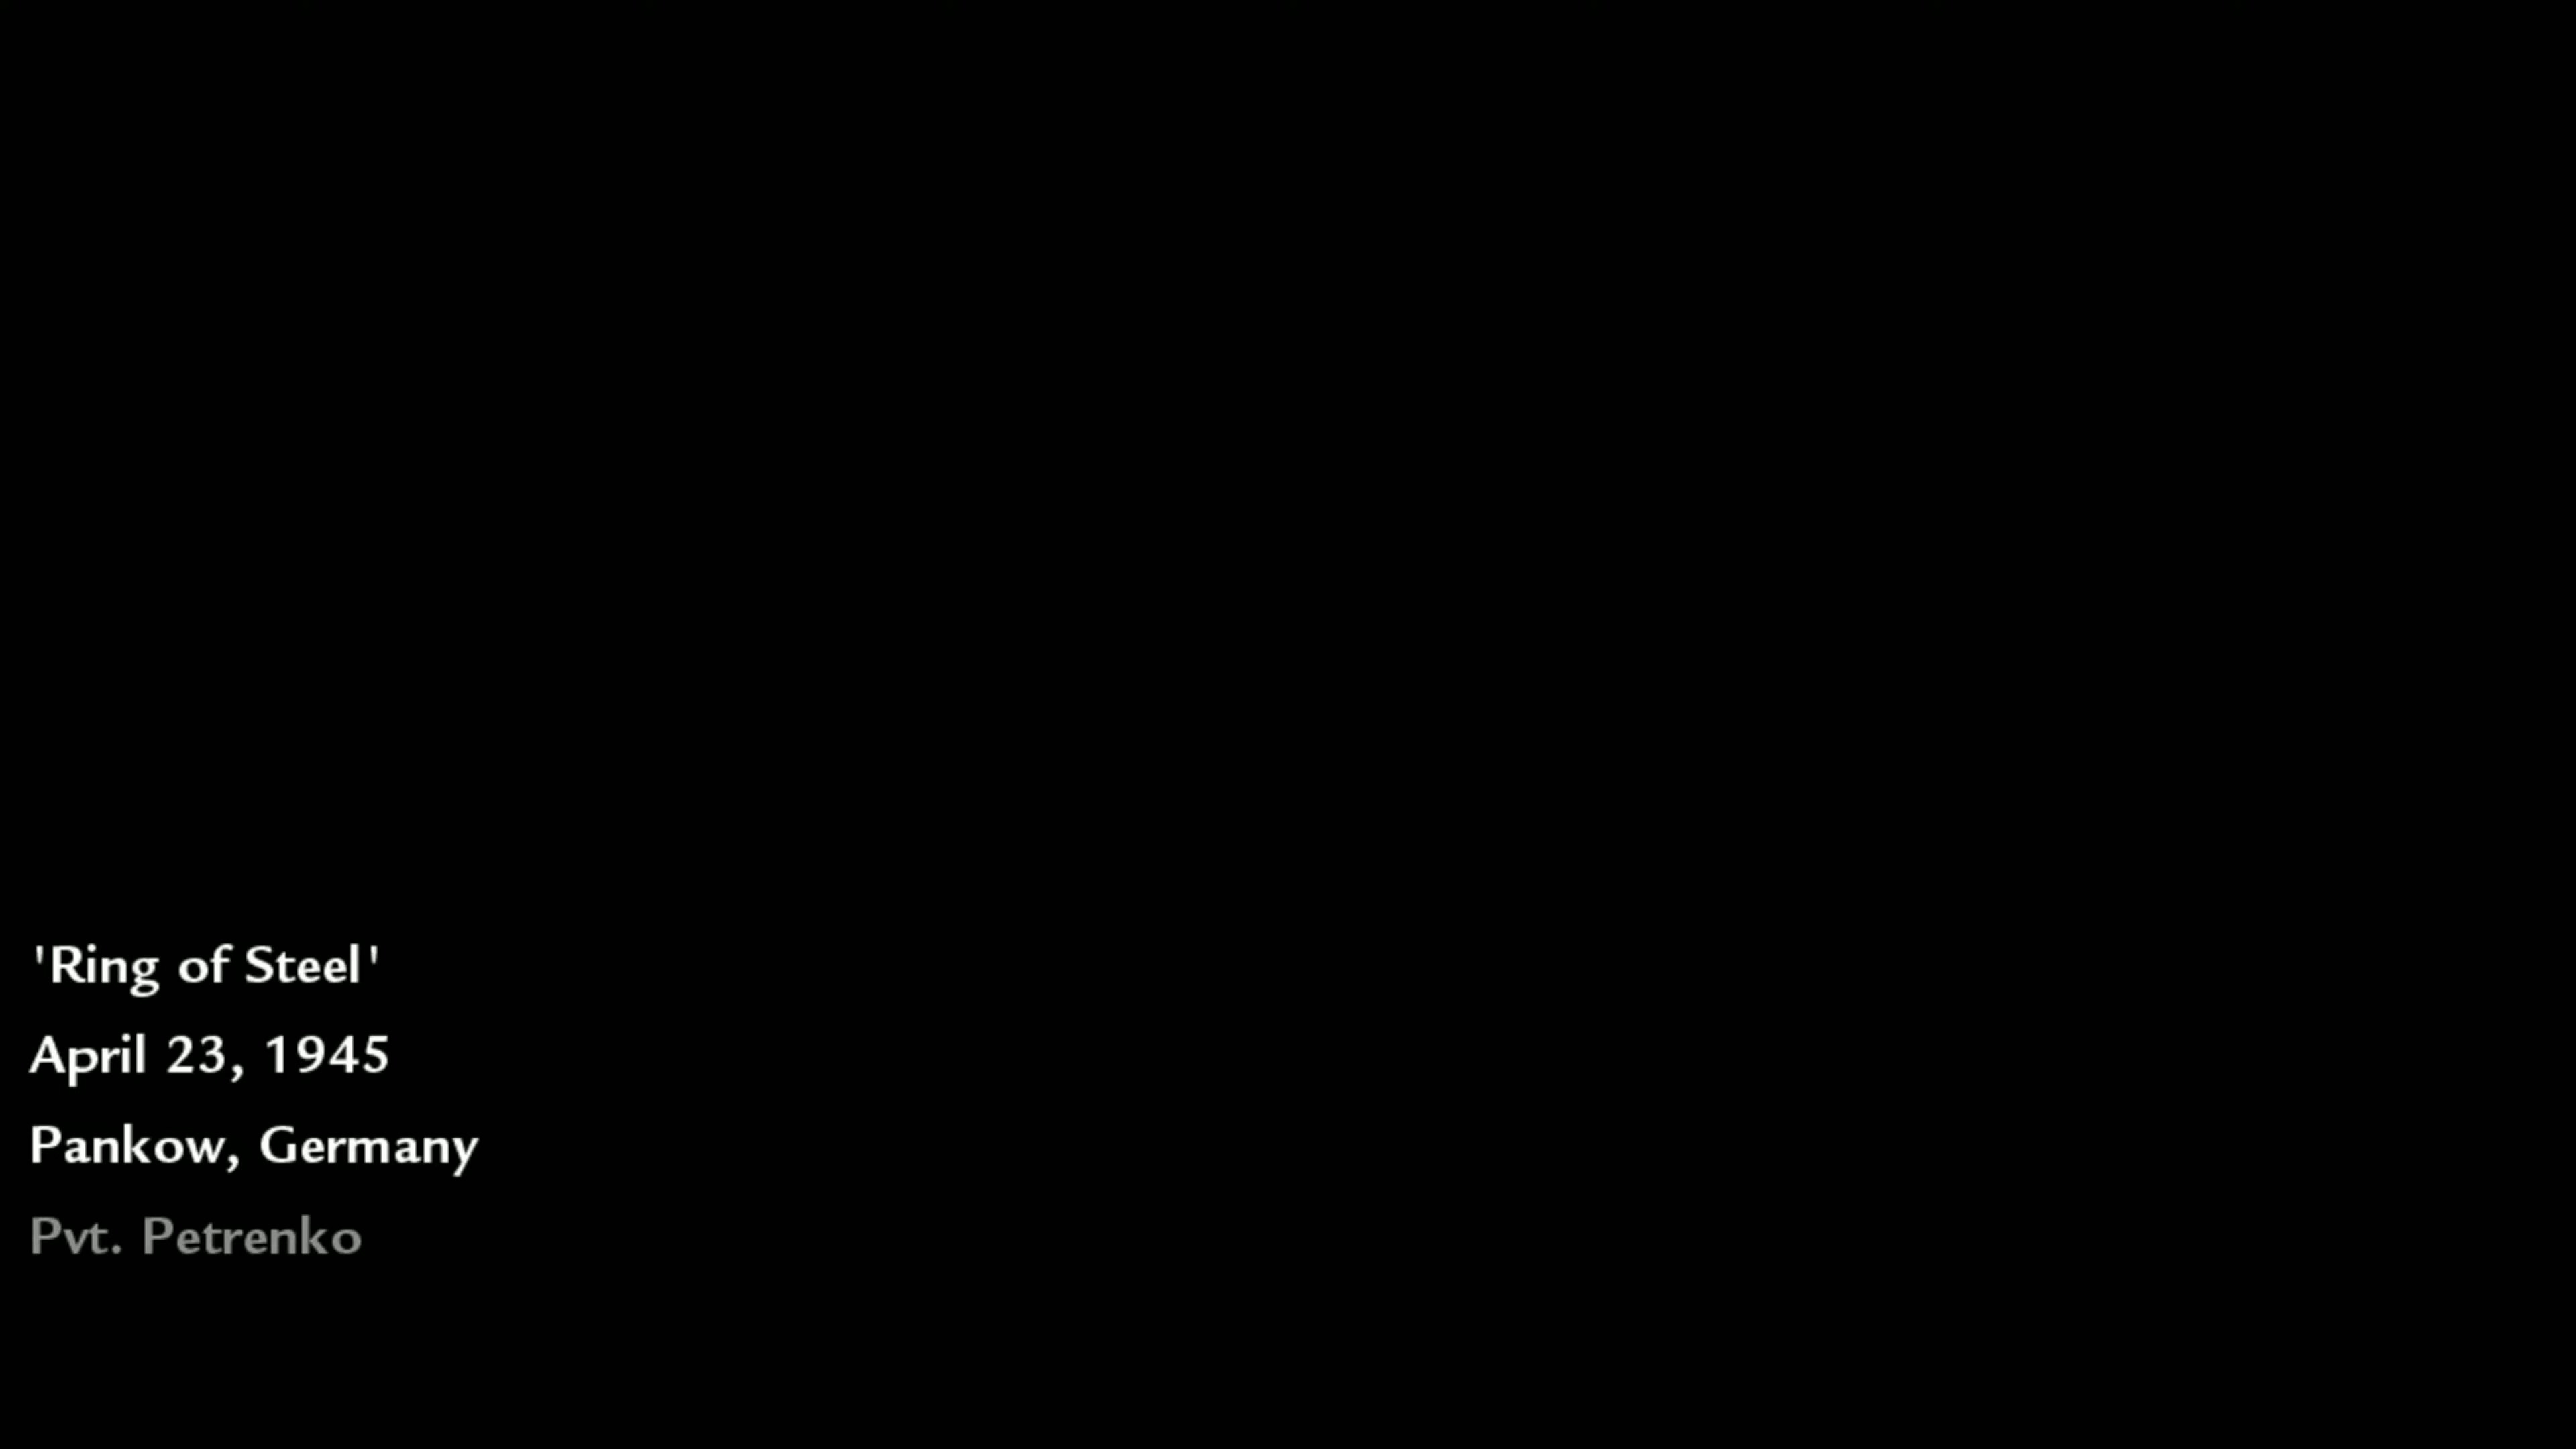 'Ring of Steel'
April 23, 1945
Pankow, Germany
Pvt. Petrenko